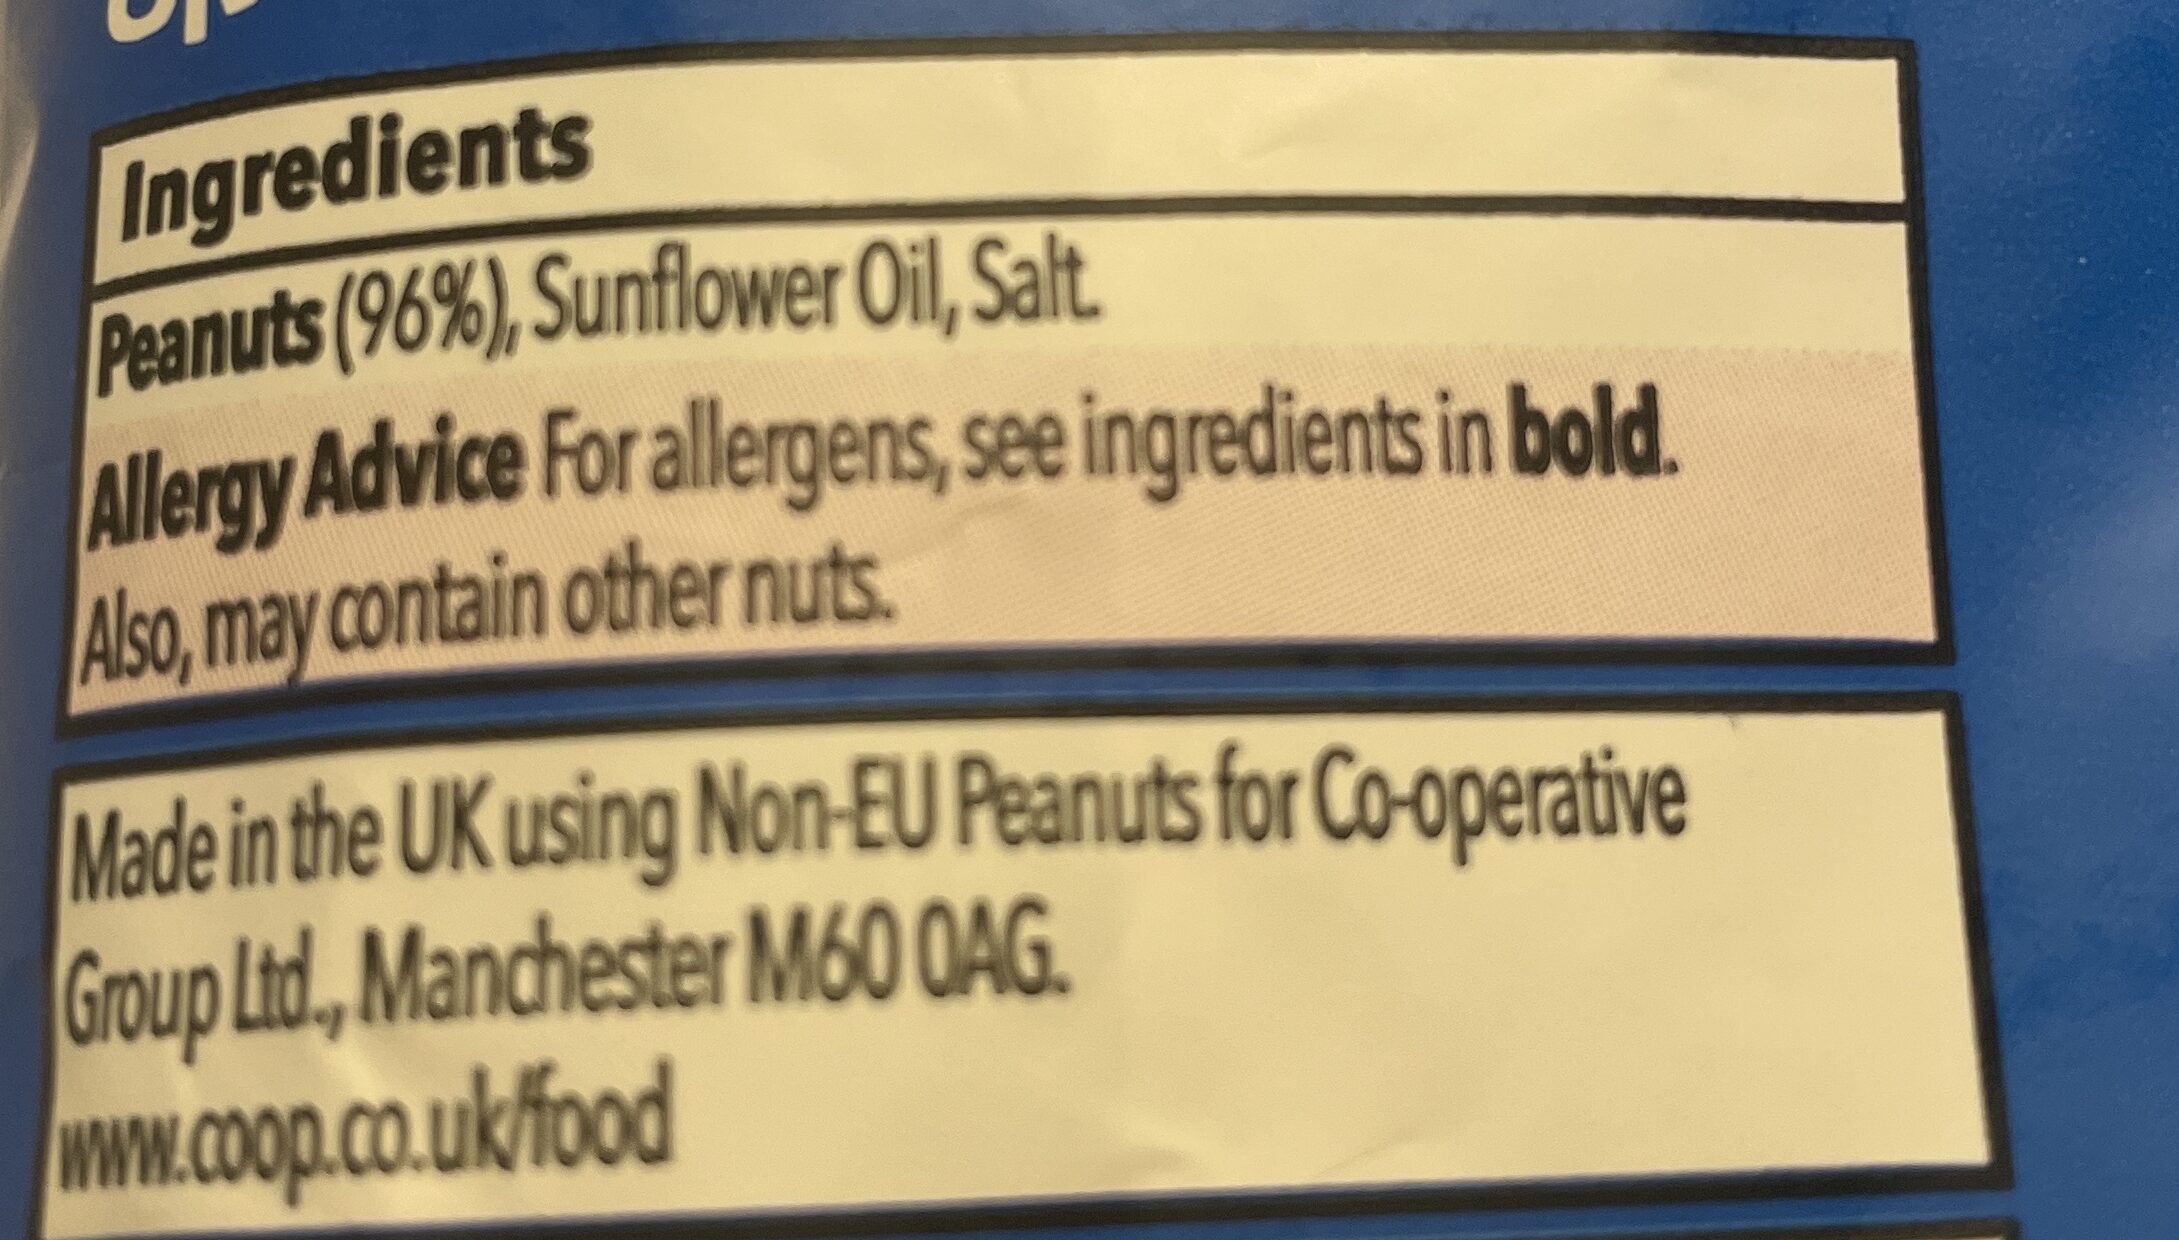 Ingredients
Peanuts (96%), Sunflower Oil, Salt.
Allergy Advice For allergens, see ingredients in bold.
Also, may contain other nuts.
Made in the UK using Non-EU Peanuts for Co-operative
Group Ltd., Manchester M60 0AG.
www.coop.co.uk/food